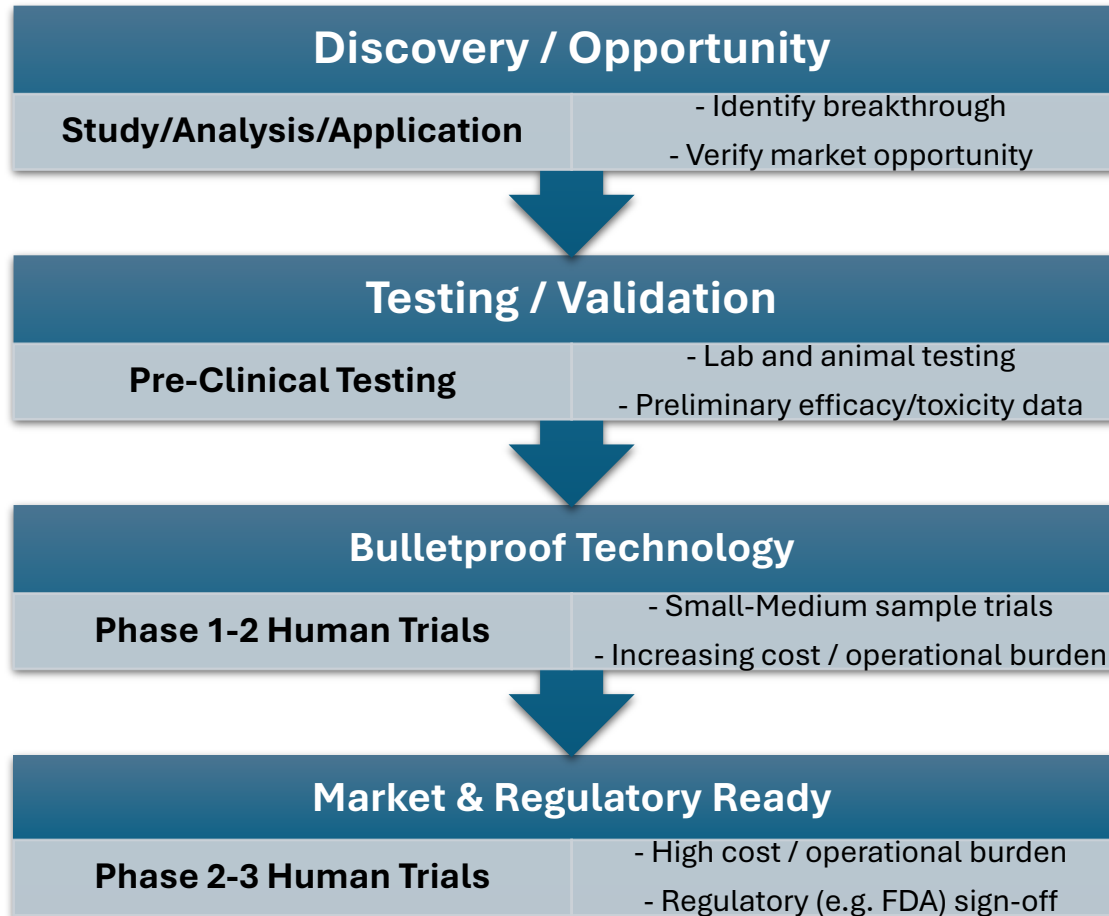 Discovery / Opportunity
Study/Analysis/Application
- Identify breakthrough
- Verify market opportunity
Testing / Validation
Pre-Clinical Testing
- Lab and animal testing
- Preliminary efficacy/toxicity data
Bulletproof Technology
Phase 1-2 Human Trials
- Small-Medium sample trials
- Increasing cost / operational burden
Market & Regulatory Ready
Phase 2-3 Human Trials
- High cost / operational burden
- Regulatory (e.g. FDA) sign-off